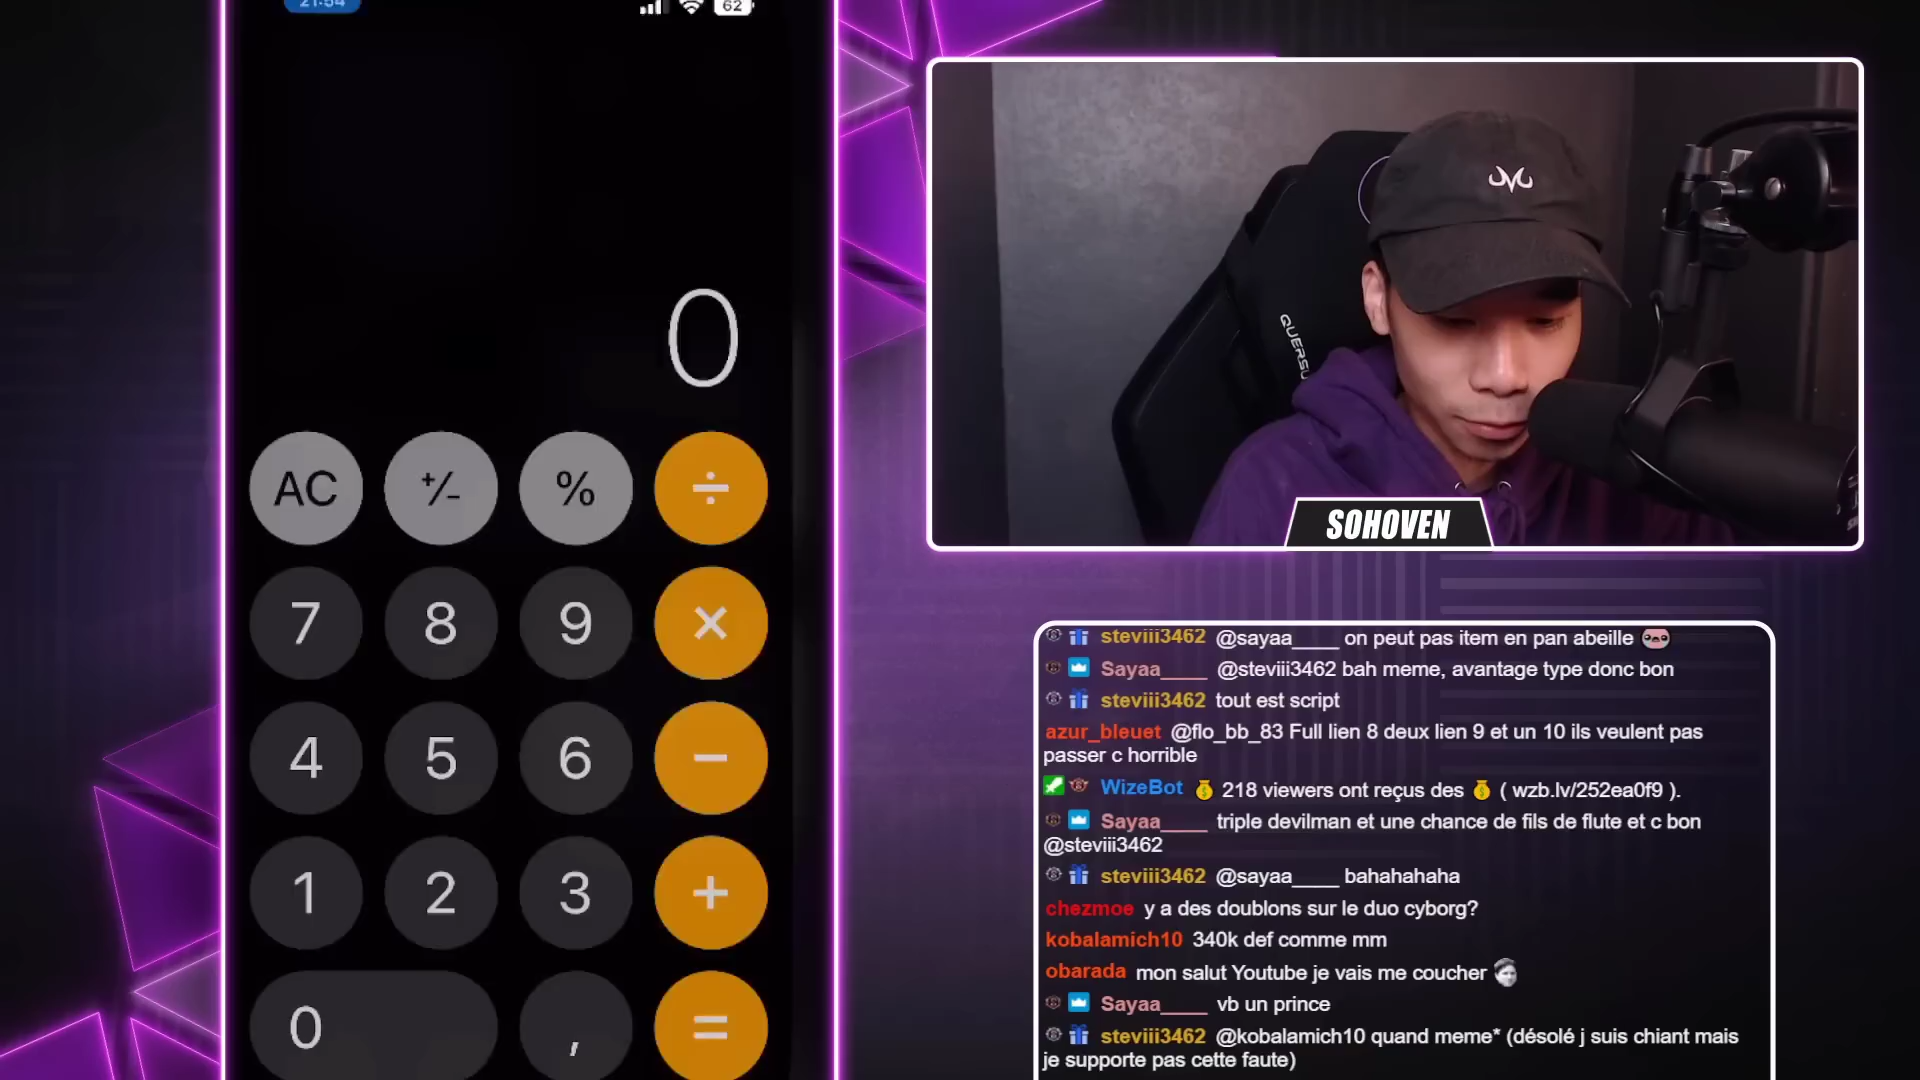 21:54
62
0
AC +/- % ÷
7 8 9 ×
4 5 6 −
1 2 3 +
0 , =
QUERSU
SOHOVEN
steviii3462 @sayaa____ on peut pas item en pan abeille
Sayaa____ @steviii3462 bah meme, avantage type donc bon
steviii3462 tout est script
azur_bleuet @flo_bb_83 Full lien 8 deux lien 9 et un 10 ils veulent pas
passer c horrible
WizeBot 218 viewers ont reçus des ( wzb.lv/252ea0f9 ).
Sayaa____ triple devilman et une chance de fils de flute et c bon
@steviii3462
steviii3462 @sayaa____ bahahahaha
chezmoe y a des doublons sur le duo cyborg?
kobalamich10 340k def comme mm
obarada mon salut Youtube je vais me coucher
Sayaa____ vb un prince
steviii3462 @kobalamich10 quand meme* (désolé j suis chiant mais
je supporte pas cette faute)